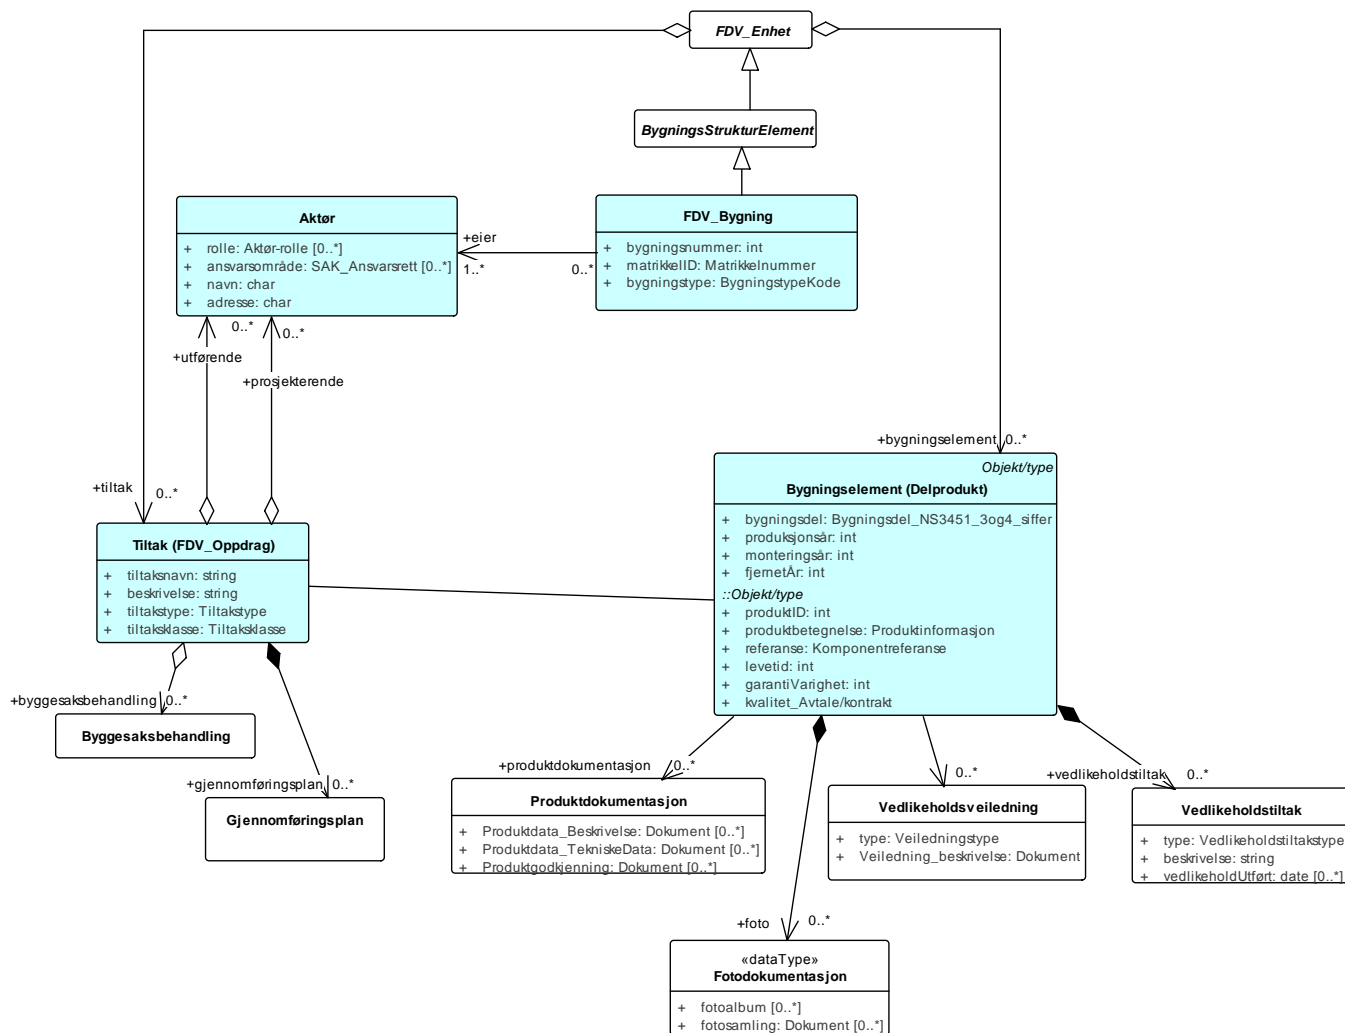 FDV_Enhet
BygningsStrukturElement
Aktør
+ rolle: Aktør-rolle [0..*]
+ ansvarsområde: SAK_Ansvarsrett [0..*]
+ navn: char
+ adresse: char
+eier
1..*
0..*
FDV_Bygning
+ bygningsnummer: int
+ matrikkelID: Matrikkelnummer
+ bygningstype: BygningstypeKode
0..*
0..*
+utførende
+prosjekterende
+tiltak
0..*
+bygningselement
0..*
Tiltak (FDV_Oppdrag)
+ tiltaksnavn: string
+ beskrivelse: string
+ tiltakstype: Tiltakstype
+ tiltaksklasse: Tiltaksklasse
Objekt/type
Bygningselement (Delprodukt)
+ bygningsdel: Bygningsdel_NS3451_3og4_siffer
+ produksjonsår: int
+ monteringsår: int
+ fjernetÅr: int
::Objekt/type
+ produktID: int
+ produktbetegnelse: Produktinformasjon
+ referanse: Komponentreferanse
+ levetid: int
+ garantiVarighet: int
+ kvalitet_Avtale/kontrakt
+byggesaksbehandling
0..*
Byggesaksbehandling
+gjennomføringsplan
0..*
Gjennomføringsplan
+produktdokumentasjon
0..*
Produktdokumentasjon
+ Produktdata_Beskrivelse: Dokument [0..*]
+ Produktdata_TekniskeData: Dokument [0..*]
+ Produktgodkjenning: Dokument [0..*]
0..*
Vedlikeholdsveiledning
+ type: Veiledningstype
+ Veiledning_beskrivelse: Dokument
+vedlikeholdstiltak
0..*
Vedlikeholdstiltak
+ type: Vedlikeholdstiltakstype
+ beskrivelse: string
+ vedlikeholdUtført: date [0..*]
+foto
0..*
«dataType»
Fotodokumentasjon
+ fotoalbum [0..*]
+ fotosamling: Dokument [0..*]